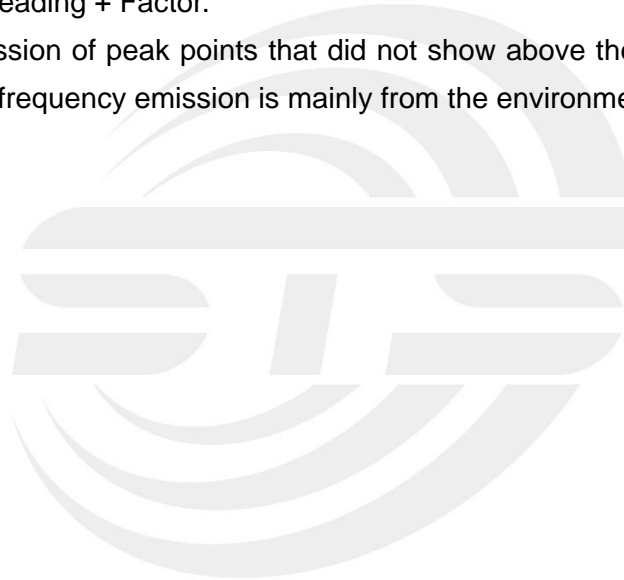 eading + Factor.
ssion of peak points that did not show above the
frequency emission is mainly from the environme
STS